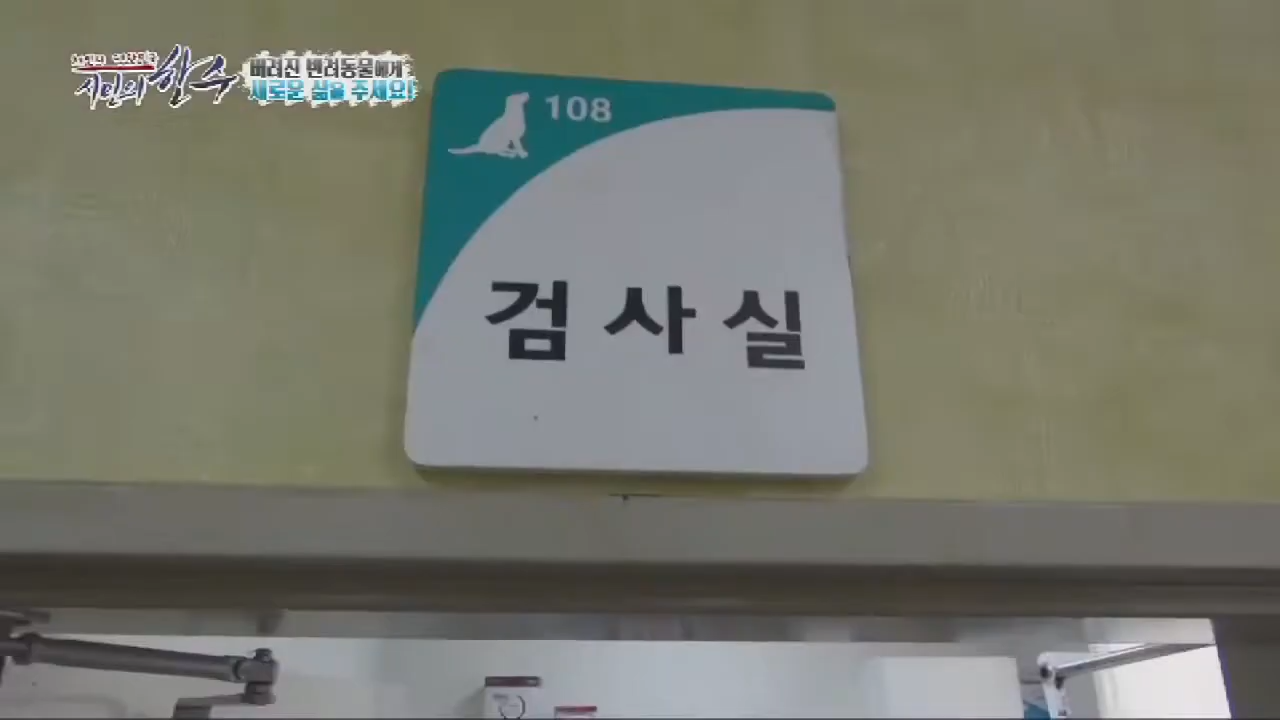 시민의 한 수
버려진 반려동물에게
새로운 삶을 주세요!
108
검사실